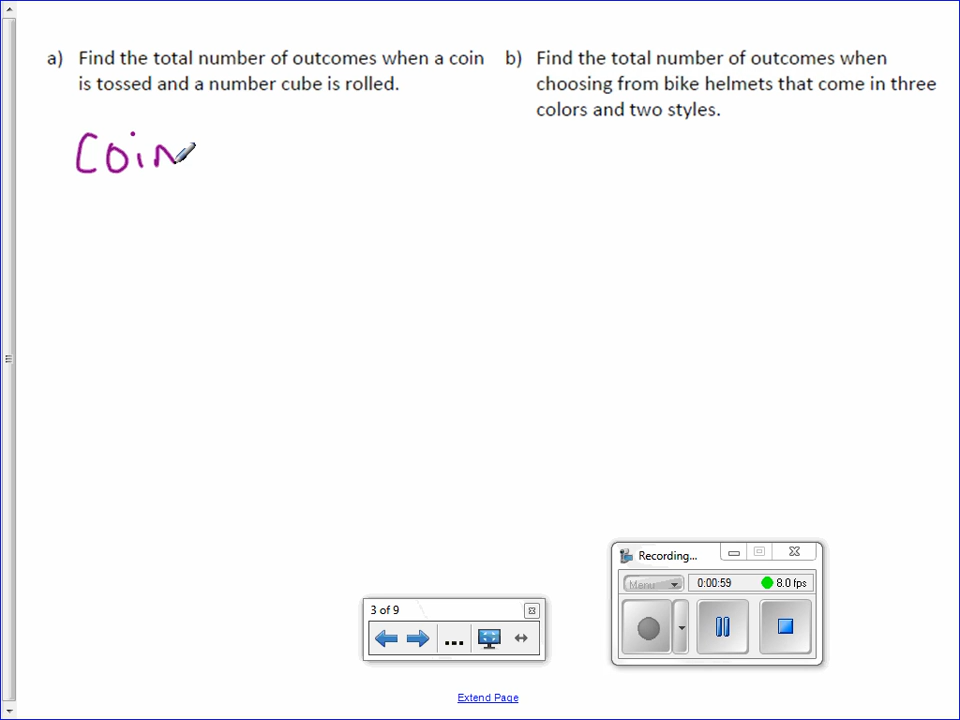 a) Find the total number of outcomes when a coin
is tossed and a number cube is rolled.
b) Find the total number of outcomes when
choosing from bike helmets that come in three
colors and two styles.
Coin
3 of 9
...
Recording...
Menu
0:00:59
8.0 fps
Extend Page